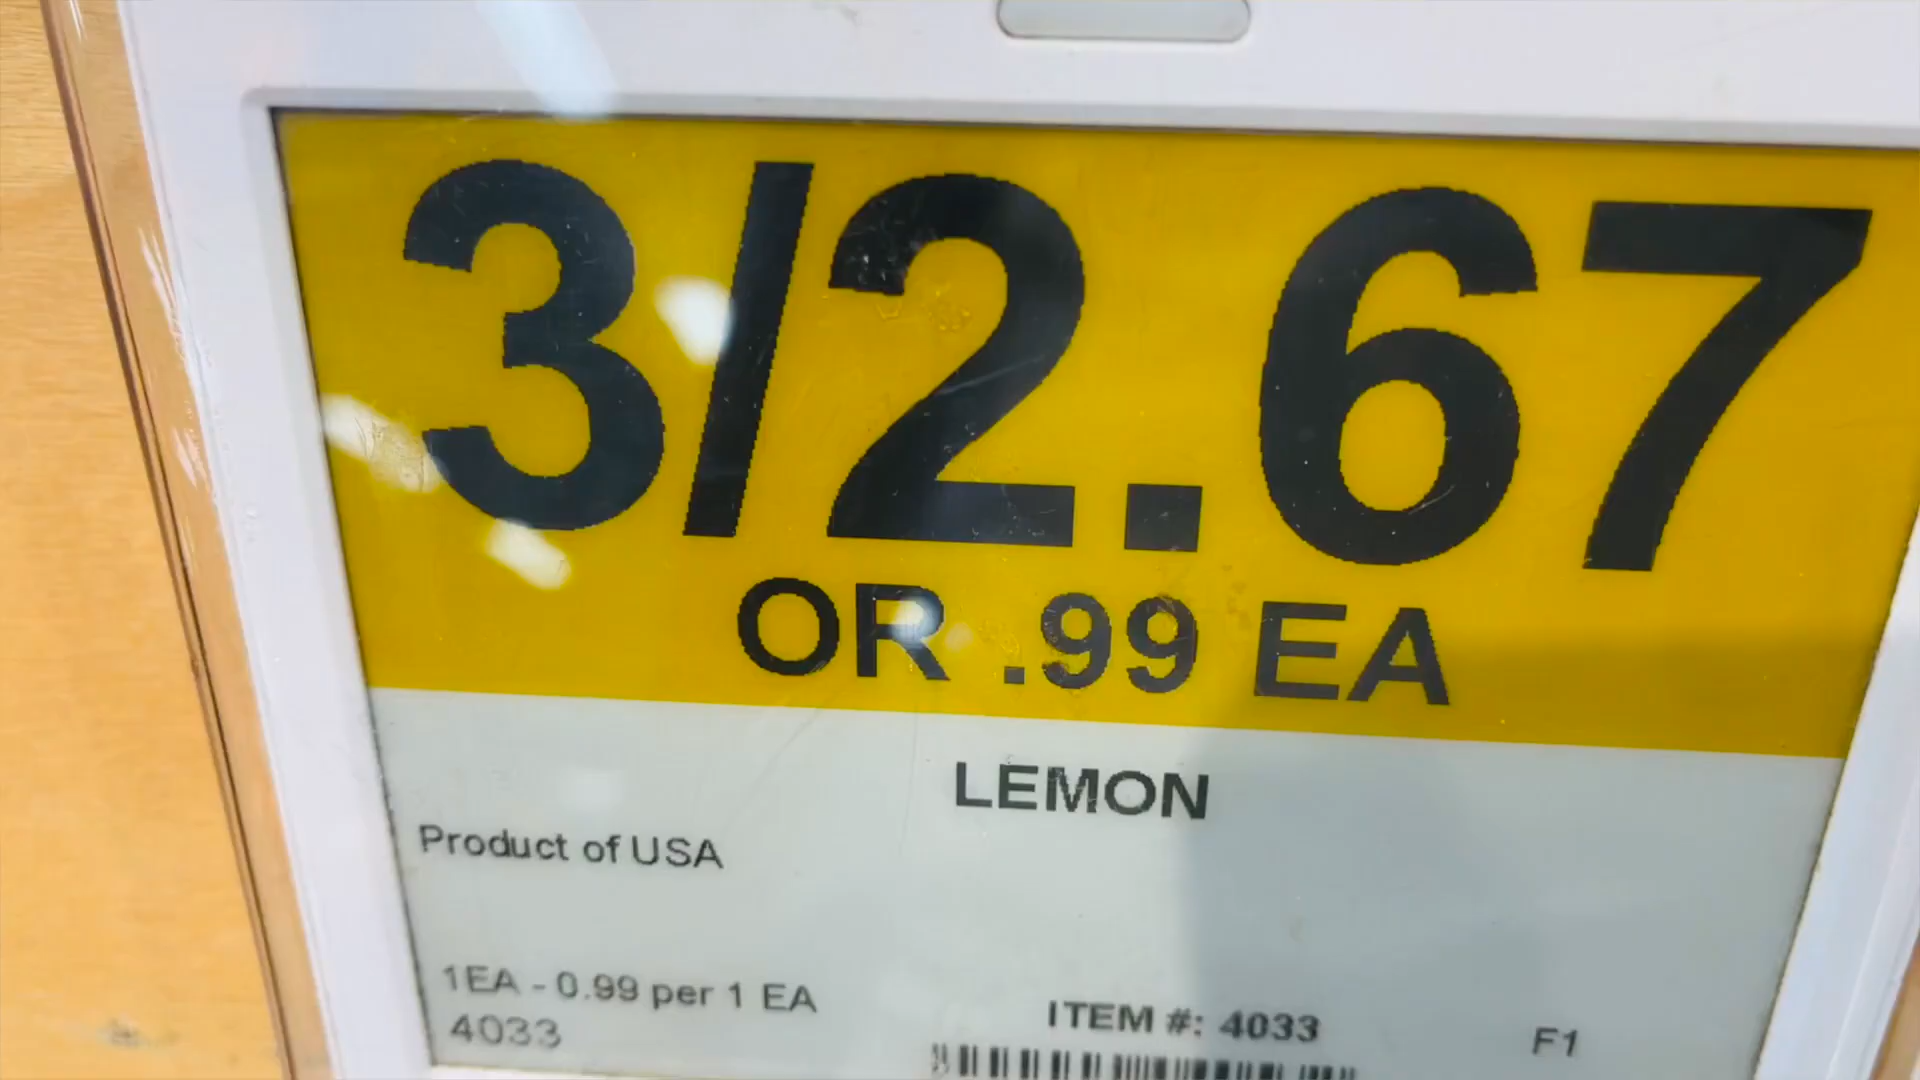 3/2.67
OR .99 EA
LEMON
Product of USA
1EA - 0.99 per 1 EA
4033
ITEM #: 4033
F1